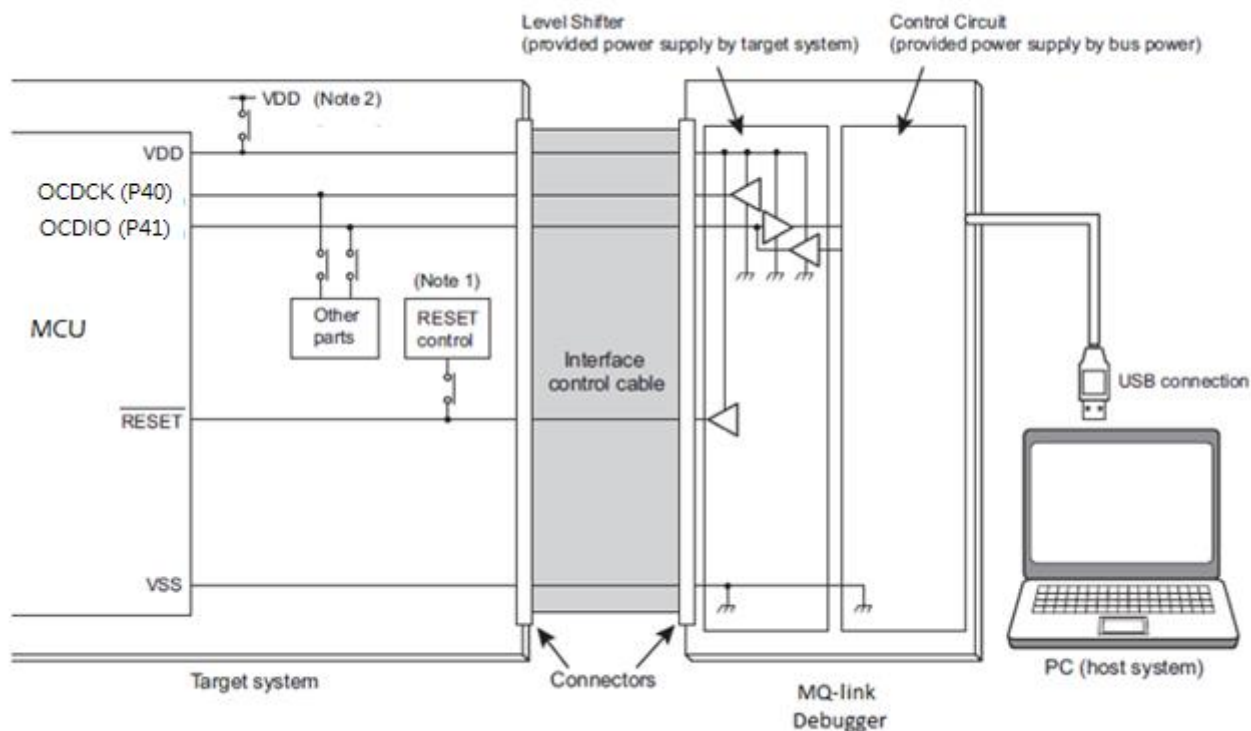 Level Shifter
(provided power supply by target system)
Control Circuit
(provided power supply by bus power)
VDD (Note 2)
VDD
OCDCK (P40)
OCDIO (P41)
(Note 1)
MCU
Other
parts
RESET
control
Interface
control cable
USB connection
RESET
VSS
Target system
Connectors
MQ-link
Debugger
PC (host system)